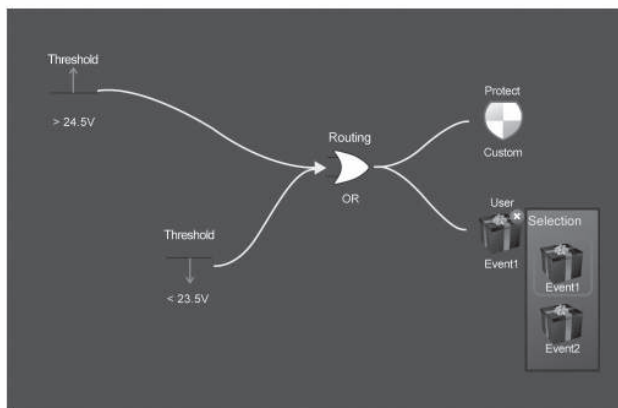 Threshold
> 24.5V
Threshold
< 23.5V
Routing
OR
Protect
Custom
User
Event1
Selection
Event1
Event2